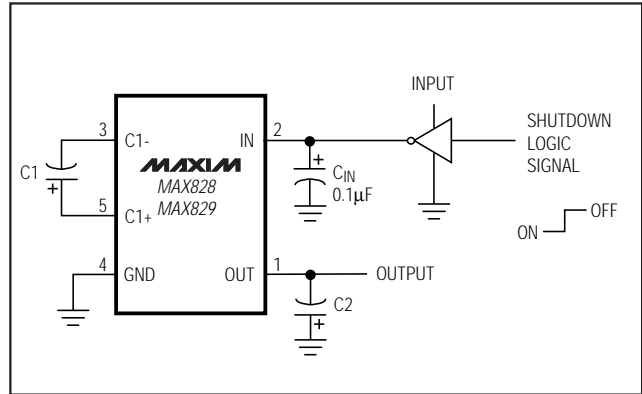 INPUT
SHUTDOWN
LOGIC
SIGNAL
3
C1-
IN
2
MAXIM
MAX828
MAX829
C1
+
5
C1+
+
CIN
0.1µF
ON
OFF
4
GND
OUT
1
OUTPUT
C2
+